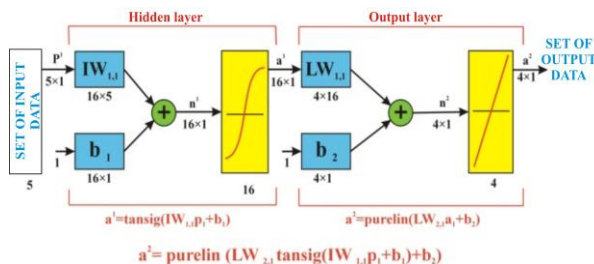 Hidden layer
Output layer
SET OF INPUT
DATA
P¹
5×1
IW₁,₁
16×5
1
b₁
16×1
5
n¹
16×1
16
a¹
16×1
LW₁,₁
4×16
1
b₂
4×1
n²
4×1
4
a²
4×1
SET OF
OUTPUT
DATA
a¹=tansig(IW₁,₁p₁+b₁)
a²=purelin(LW₂,₁a₁+b₂)
a²= purelin (LW ₂,₁ tansig(IW ₁,₁p₁+b₁)+b₂)